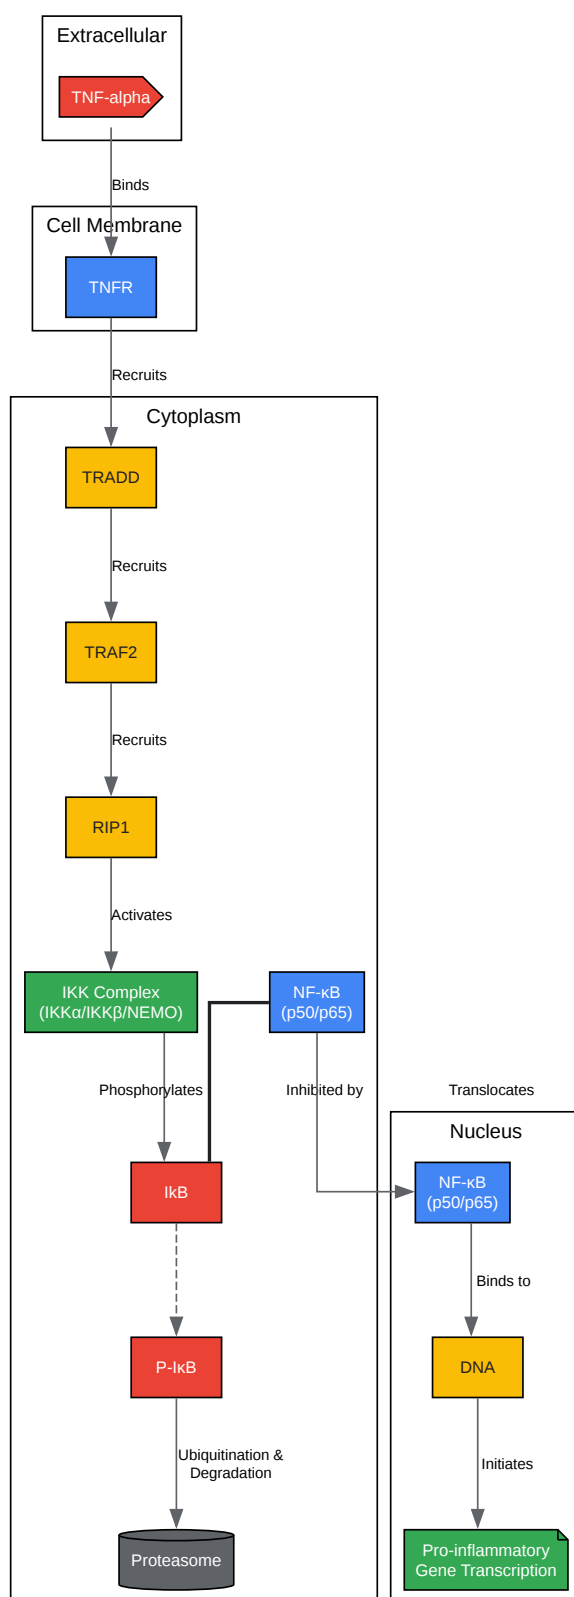 Extracellular
TNF-alpha
Binds
Cell Membrane
TNFR
Recruits
Cytoplasm
TRADD
Recruits
TRAF2
Recruits
RIP1
Activates
IKK Complex
(IKKα/IKKβ/NEMO)
NF-κB
(p50/p65)
Phosphorylates
Inhibited by
Translocates
Nucleus
IkB
NF-κB
(p50/p65)
Binds to
P-IκB
DNA
Ubiquitination &
Degradation
Initiates
Proteasome
Pro-inflammatory
Gene Transcription